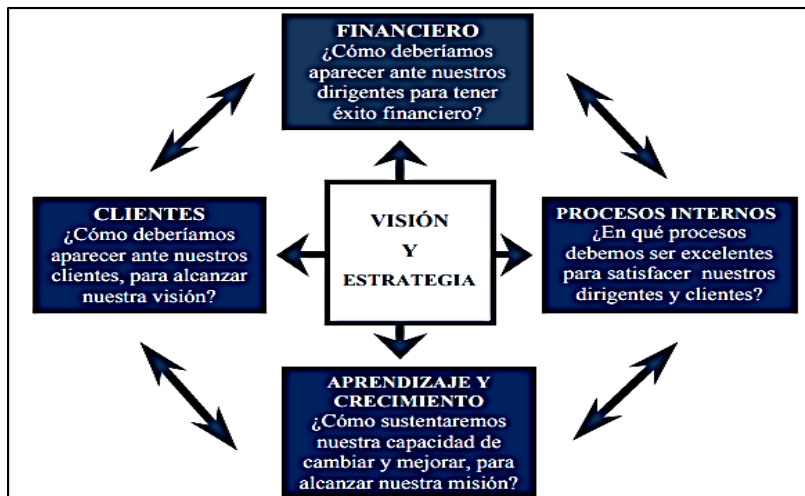 FINANCIERO
¿Cómo deberíamos
aparecer ante nuestros
dirigentes para tener
éxito financiero?
CLIENTES
¿Cómo deberíamos
aparecer ante nuestros
clientes, para alcanzar
nuestra visión?
VISIÓN
Y
ESTRATEGIA
PROCESOS INTERNOS
¿En qué procesos
debemos ser excelentes
para satisfacer nuestros
dirigentes y clientes?
APRENDIZAJE Y
CRECIMIENTO
¿Cómo sustentaremos
nuestra capacidad de
cambiar y mejorar, para
alcanzar nuestra misión?